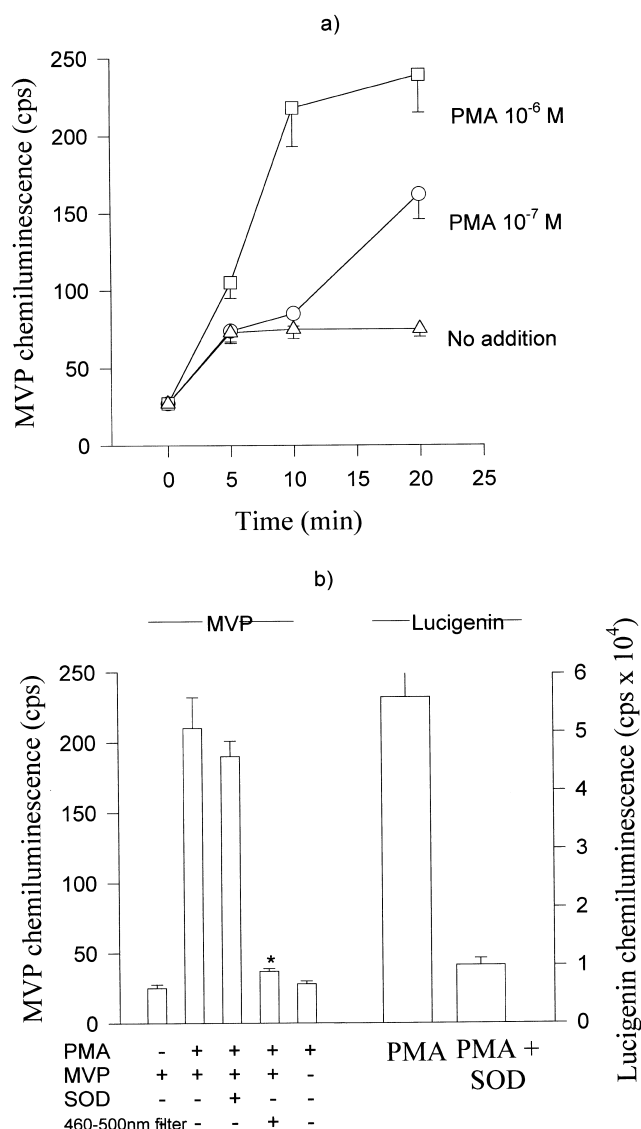 a)
MVP chemiluminescence (cps)
250
200
150
100
50
0
PMA 10⁻⁶ M
PMA 10⁻⁷ M
No addition
0 5 10 15 20 25
Time (min)
b)
MVP
Lucigenin
MVP chemiluminescence (cps)
250
200
150
100
50
0
*
6
5
4
3
2
1
0
Lucigenin chemiluminescence (cps x 10⁴)
PMA - + + + +
MVP + + + + -
SOD - - + - -
460-500nm filter - - - + -
PMA PMA +
SOD